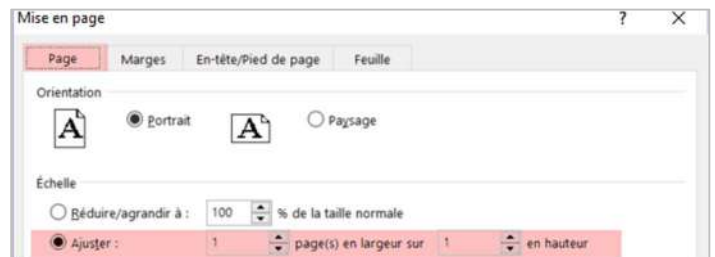 Mise en page ? X
Page Marges En-tête/Pied de page Feuille
Orientation
A Portrait A Paysage
Échelle
Réduire/agrandir à : 100 % de la taille normale
Ajuster : 1 page(s) en largeur sur 1 en hauteur